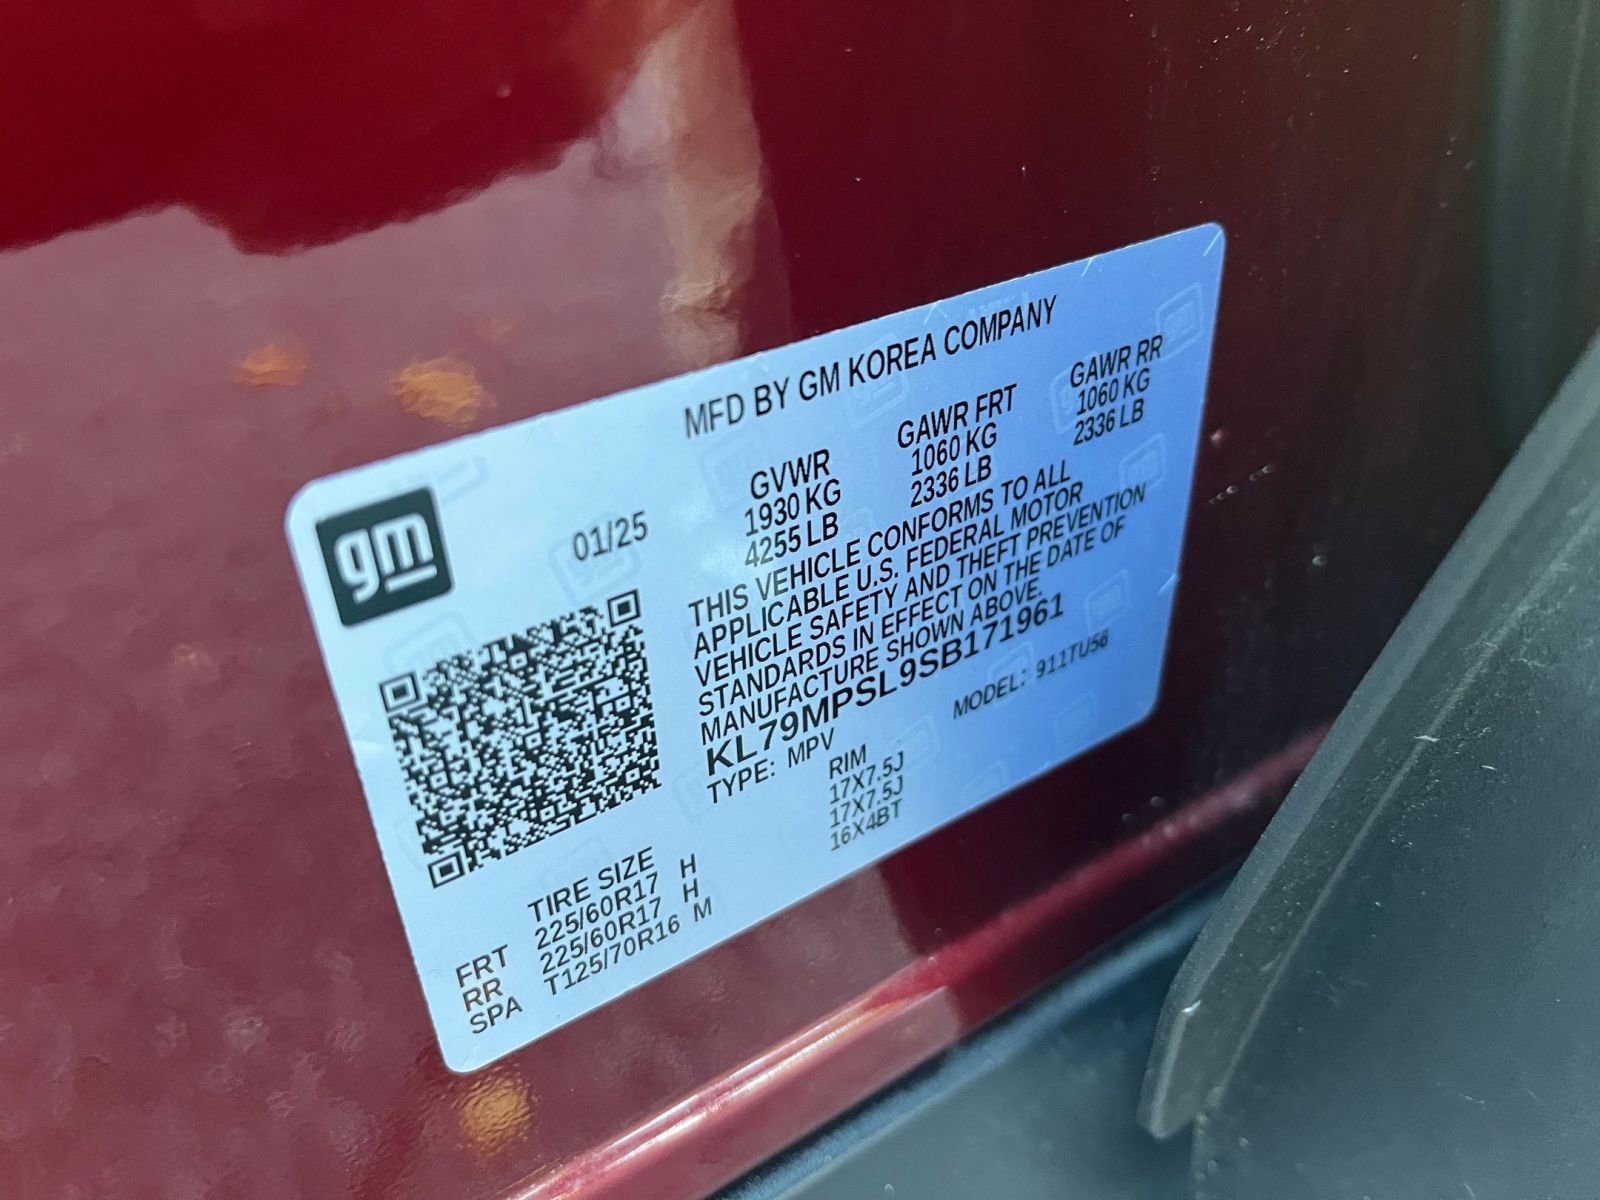 MFD BY GM KOREA COMPANY
gm
01/25
GVWR GAWR FRT GAWR RR
1930 KG 1060 KG 1060 KG
4255 LB 2336 LB 2336 LB
THIS VEHICLE CONFORMS TO ALL
APPLICABLE U.S. FEDERAL MOTOR
VEHICLE SAFETY AND THEFT PREVENTION
STANDARDS IN EFFECT ON THE DATE OF
MANUFACTURE SHOWN ABOVE.
KL79MPSL9SB171961
TYPE: MPV MODEL: 911TU56
TIRE SIZE RIM
FRT 225/60R17 H 17X7.5J
RR 225/60R17 H 17X7.5J
SPA T125/70R16 M 16X4BT